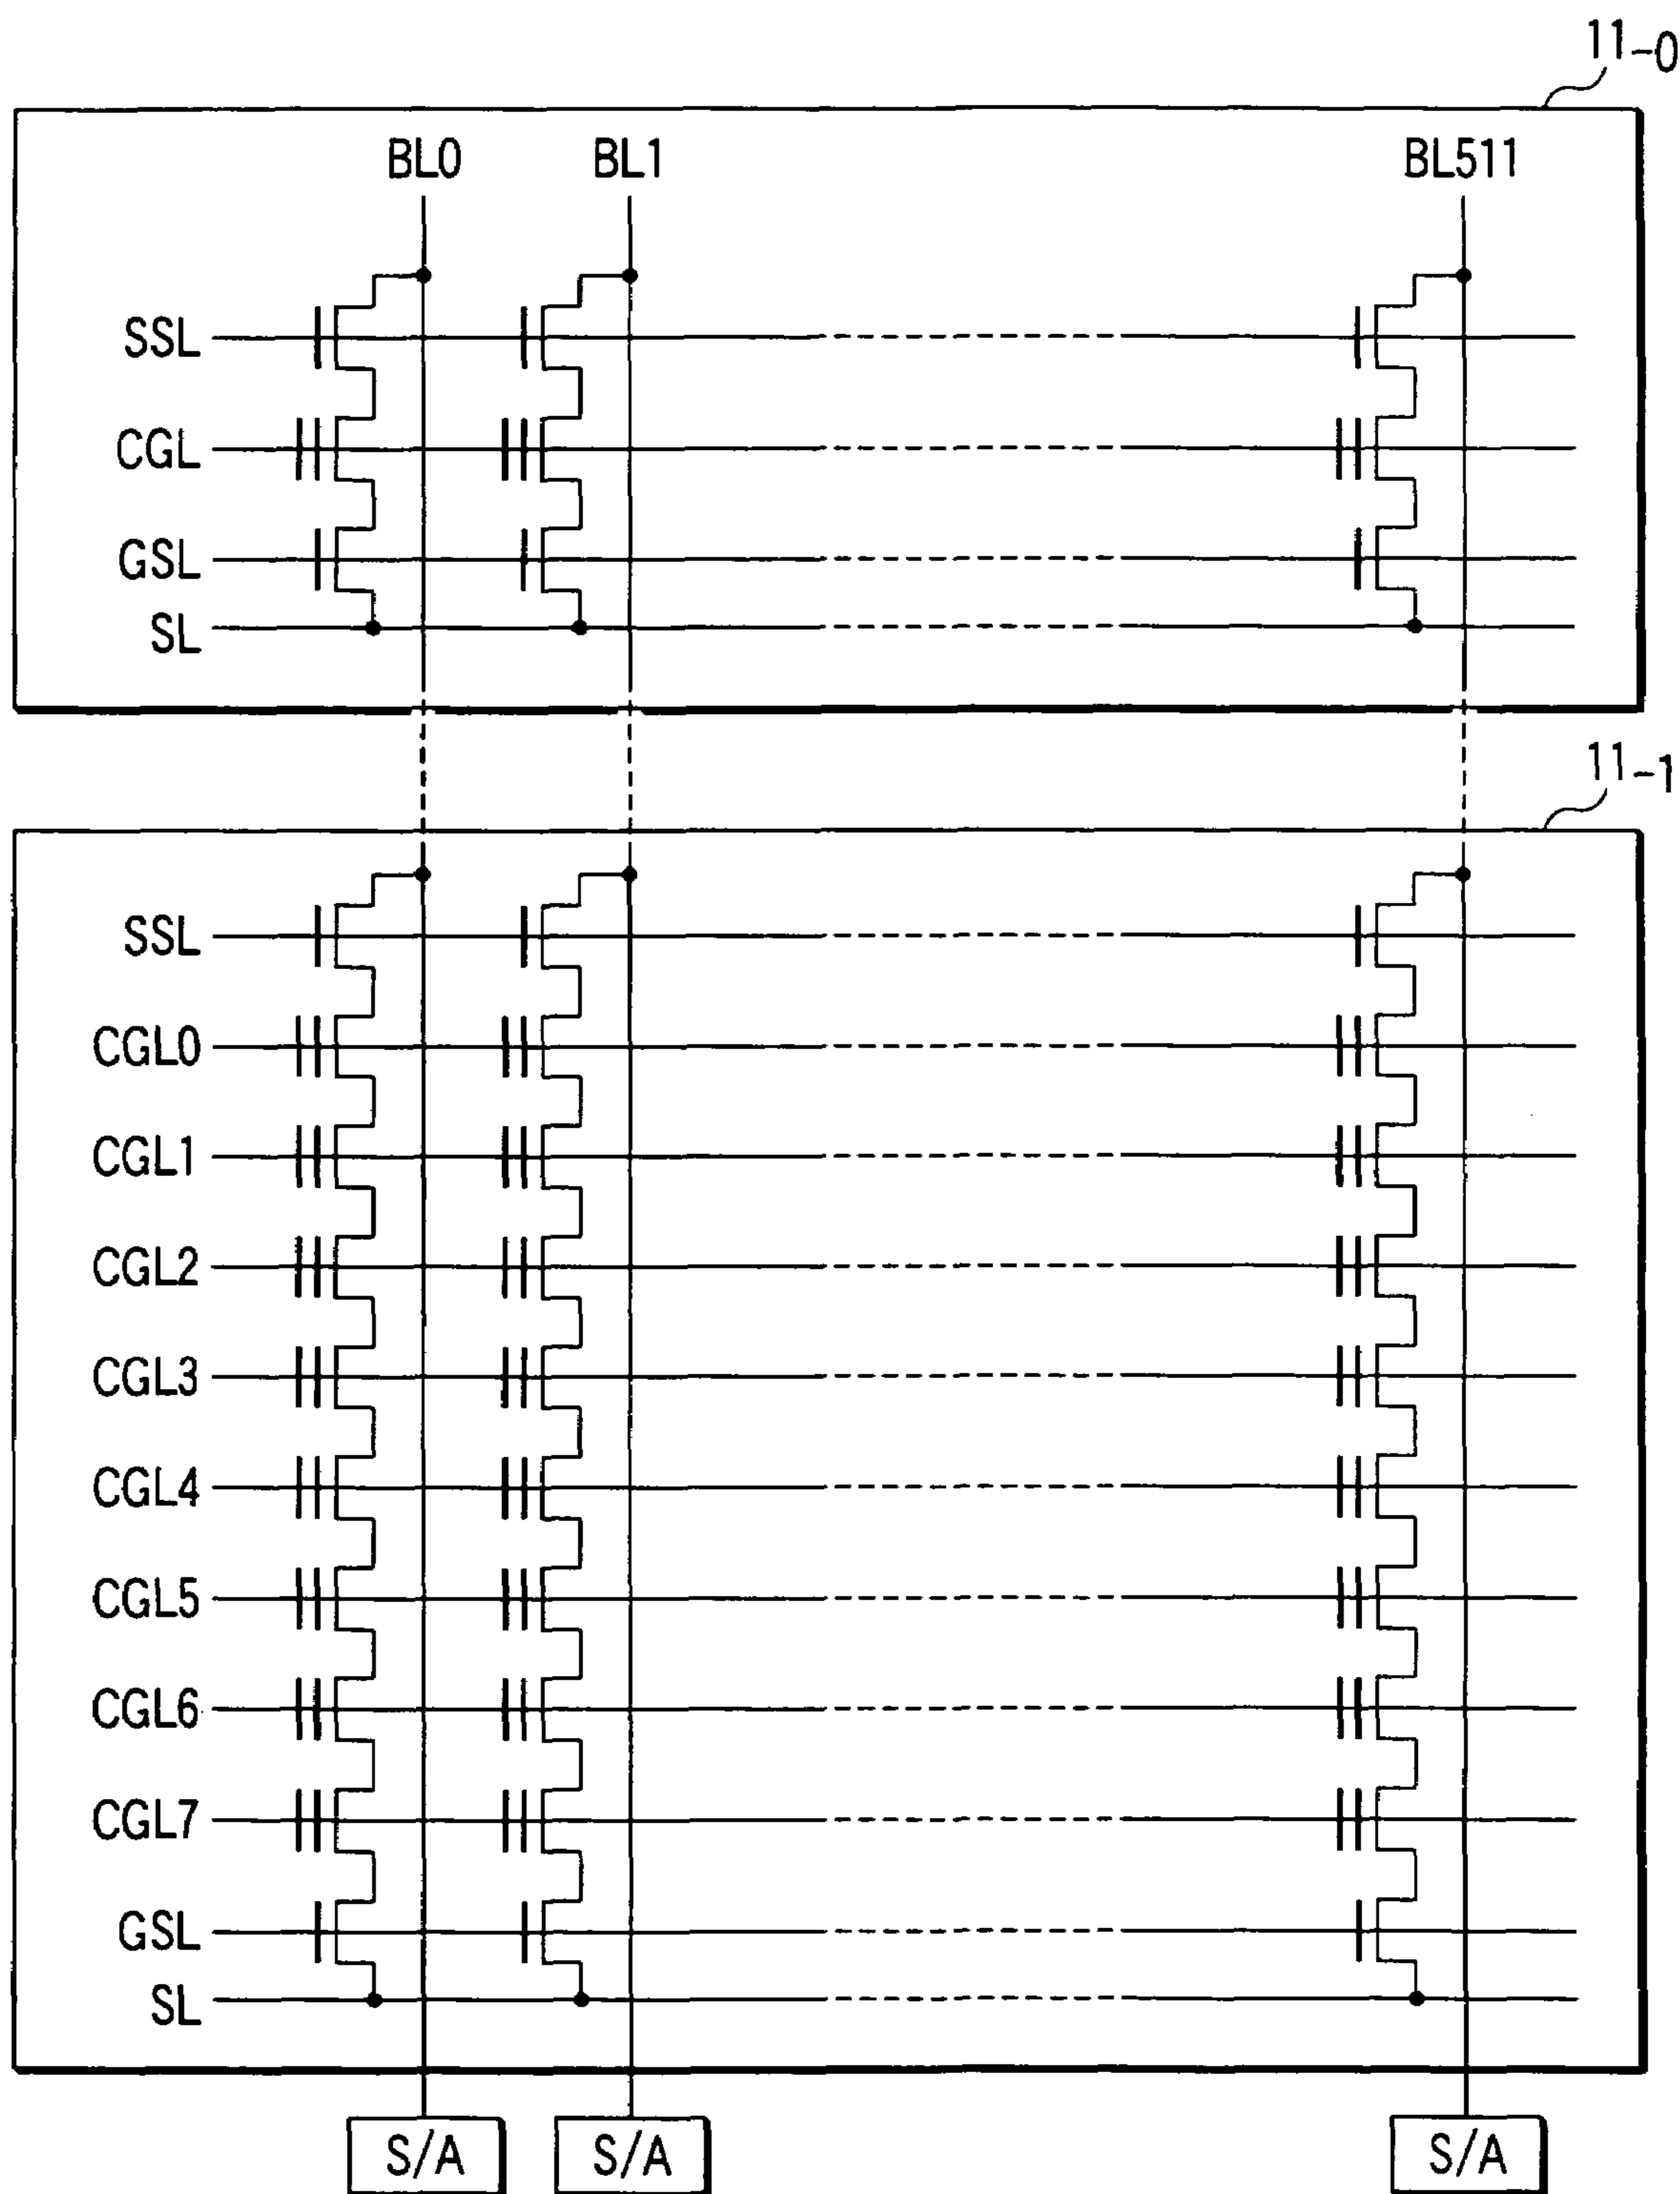 11-0
BL0 BL1 BL511
SSL
CGL
GSL
SL
11-1
SSL
CGL0
CGL1
CGL2
CGL3
CGL4
CGL5
CGL6
CGL7
GSL
SL
S/A S/A S/A